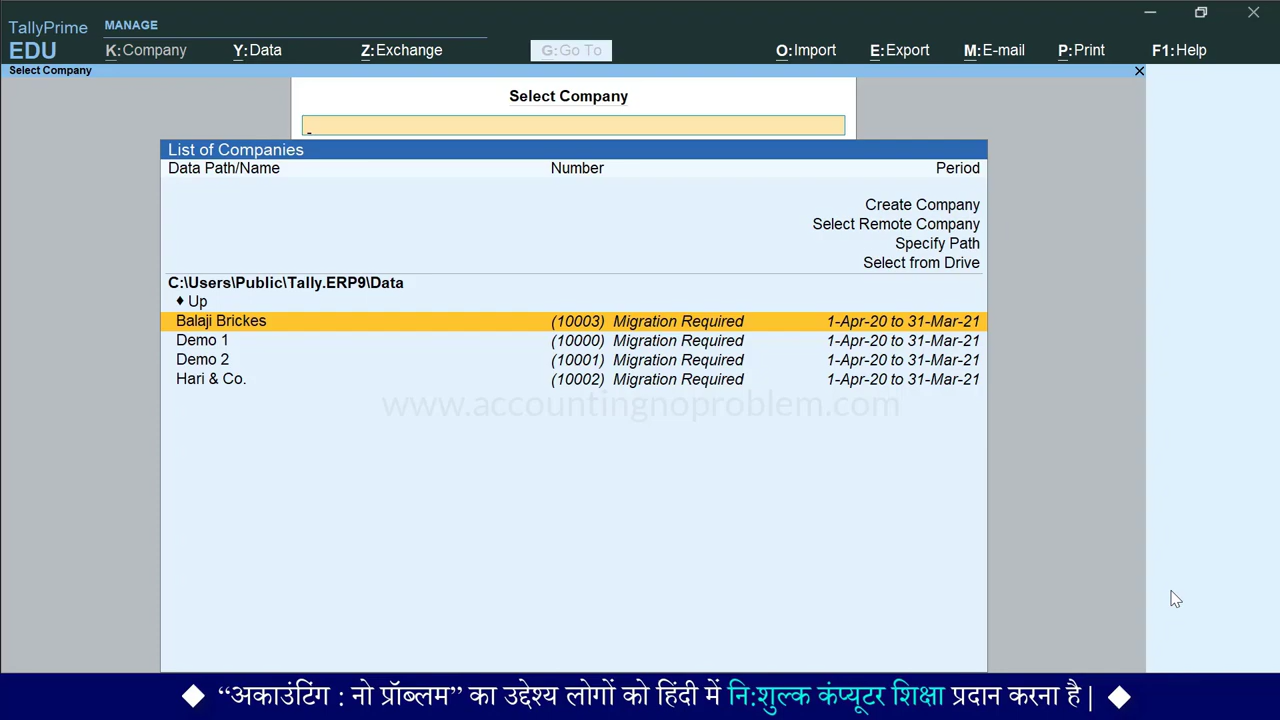 TallyPrime
EDU
MANAGE
K:Company Y:Data Z:Exchange G:Go To O:Import E:Export M:E-mail P:Print F1:Help
Select Company
Select Company
List of Companies
Data Path/Name Number Period
Create Company
Select Remote Company
Specify Path
Select from Drive
C:\Users\Public\Tally.ERP9\Data
♦ Up
Balaji Brickes (10003) Migration Required 1-Apr-20 to 31-Mar-21
Demo 1 (10000) Migration Required 1-Apr-20 to 31-Mar-21
Demo 2 (10001) Migration Required 1-Apr-20 to 31-Mar-21
Hari & Co. (10002) Migration Required 1-Apr-20 to 31-Mar-21
www.accountingnoproblem.com
◆ “अकाउंटिंग : नो प्रॉब्लम” का उद्देश्य लोगों को हिंदी में नि:शुल्क कंप्यूटर शिक्षा प्रदान करना है | ◆